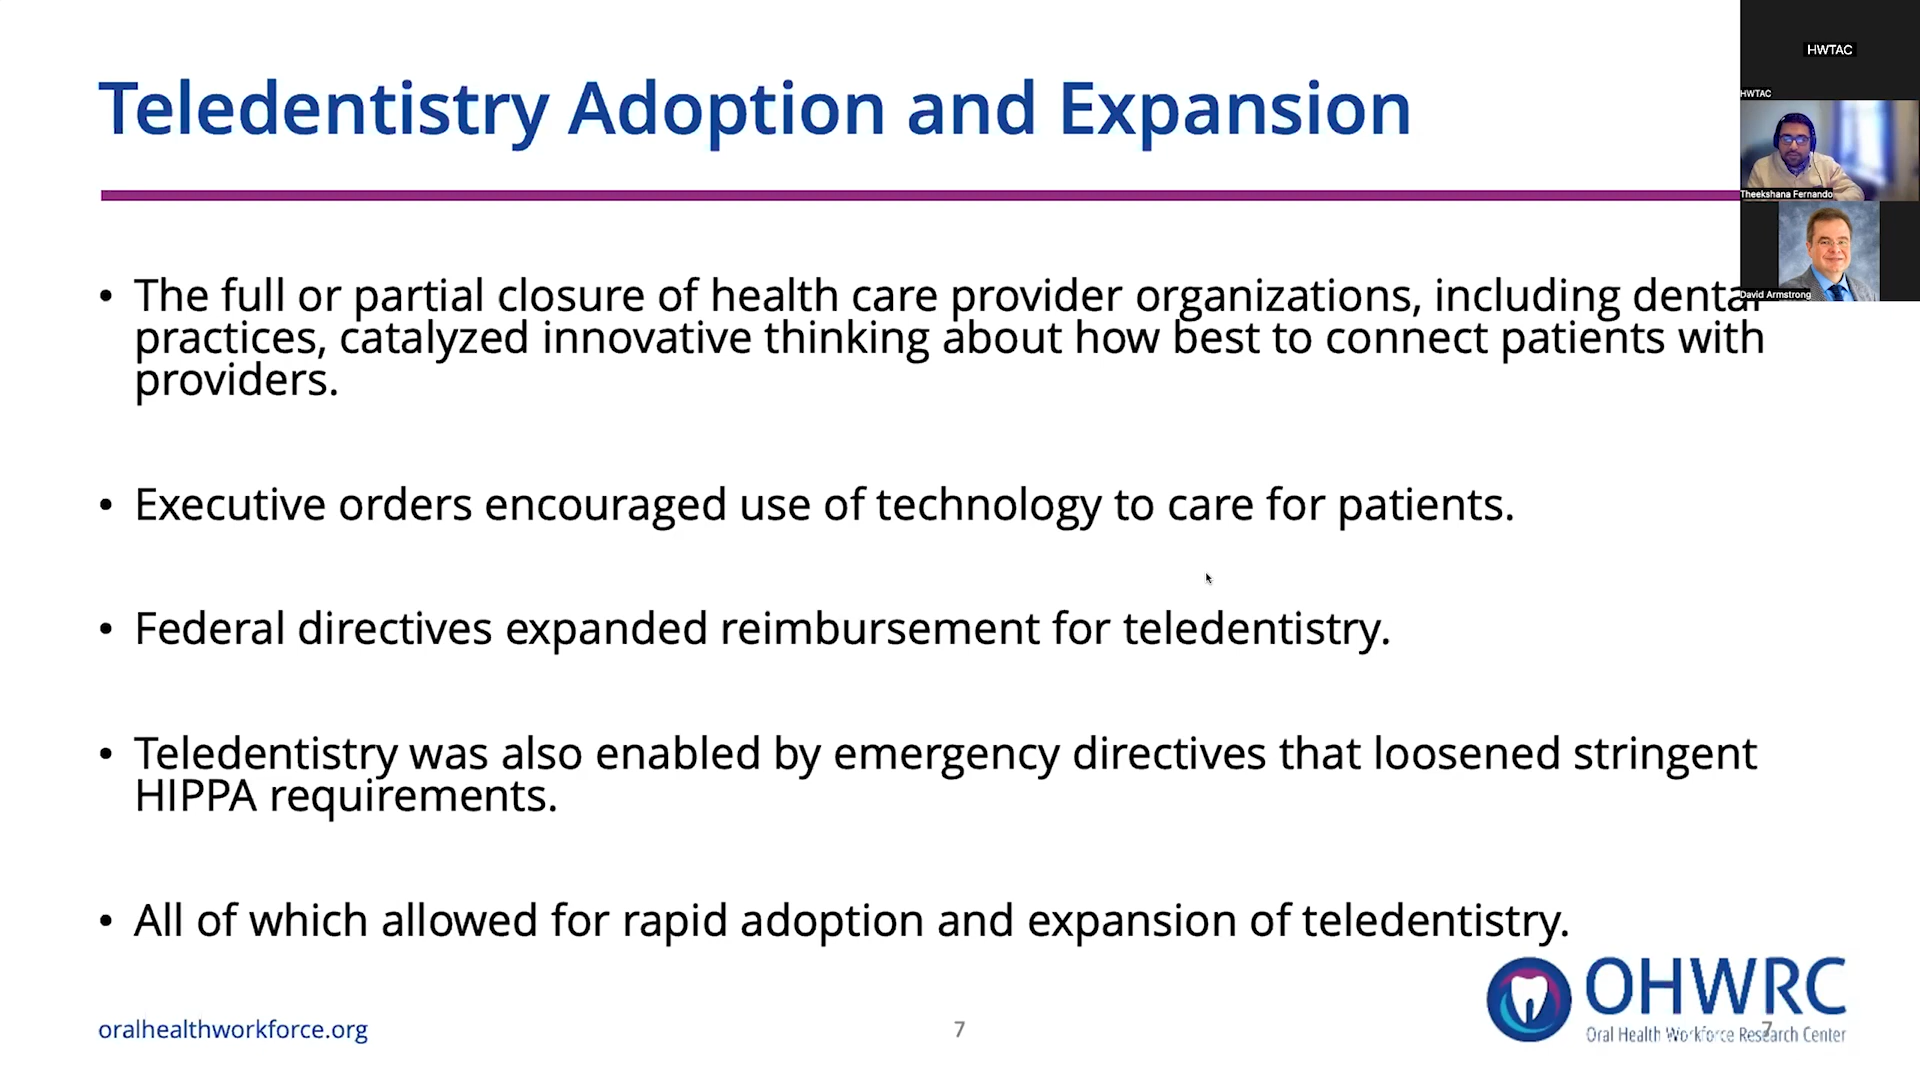 Teledentistry Adoption and Expansion
HWTAC
HWTAC
Theekshana Fernando
David Armstrong
• The full or partial closure of health care provider organizations, including dental
practices, catalyzed innovative thinking about how best to connect patients with
providers.
• Executive orders encouraged use of technology to care for patients.
• Federal directives expanded reimbursement for teledentistry.
• Teledentistry was also enabled by emergency directives that loosened stringent
HIPPA requirements.
• All of which allowed for rapid adoption and expansion of teledentistry.
oralhealthworkforce.org
7
OHWRC
Oral Health Workforce Research Center
7